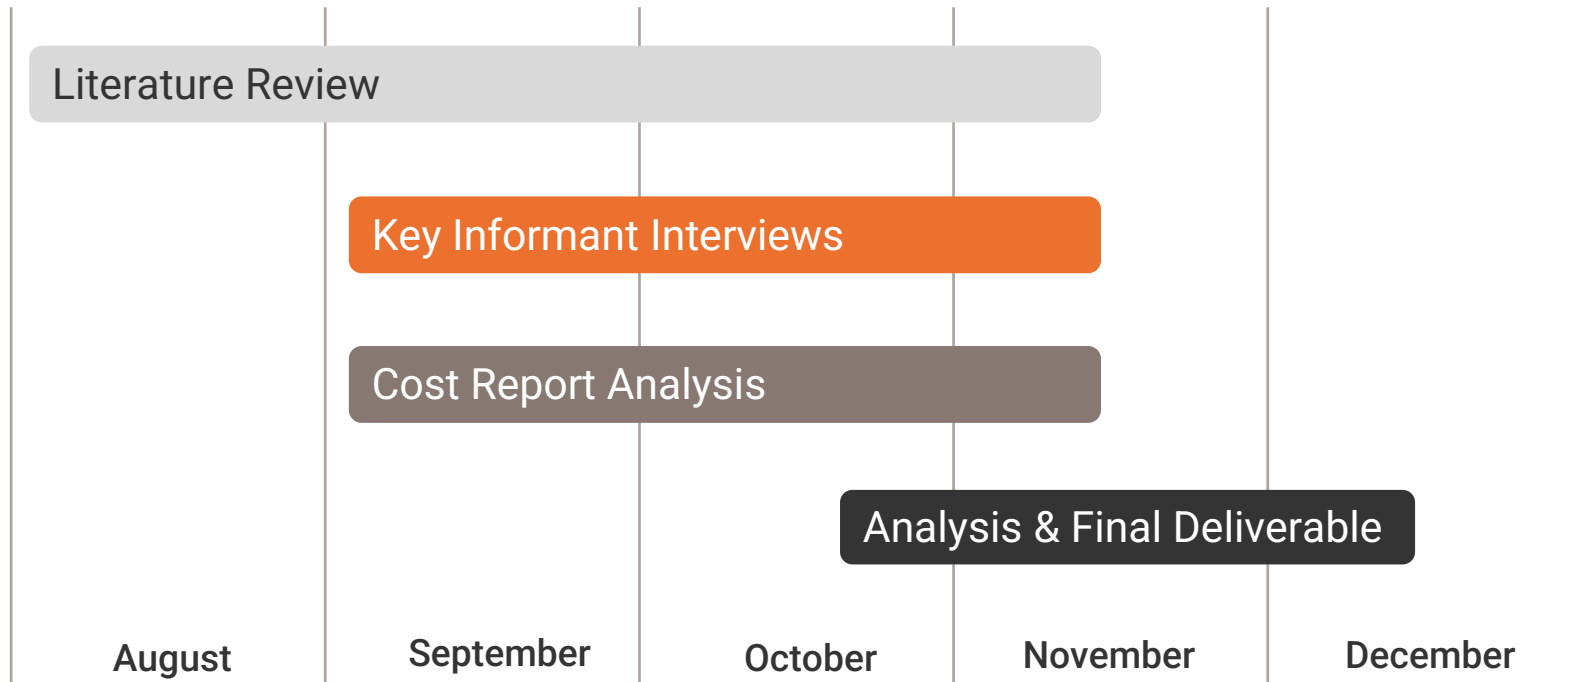 Literature Review
Key Informant Interviews
Cost Report Analysis
Analysis & Final Deliverable
August
September
October
November
December